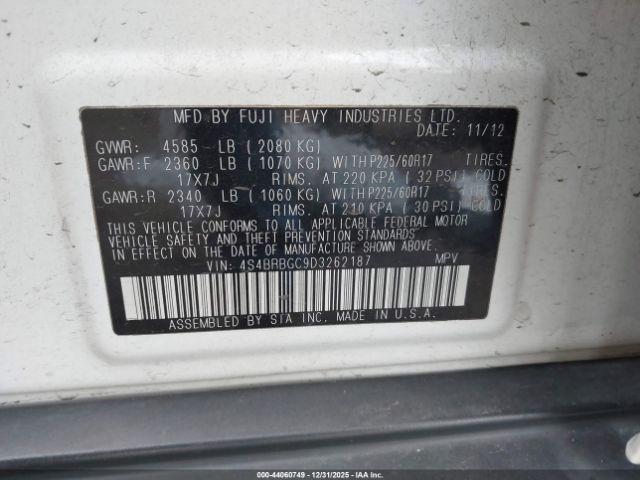 MFD BY FUJI HEAVY INDUSTRIES LTD.
DATE: 11/12
GVWR: 4585 LB (2080 KG)
GAWR:F 2360 LB (1070 KG) WITH P225/60R17 TIRES.
17X7J RIMS. AT 220 KPA (32 PSI) COLD
GAWR:R 2340 LB (1060 KG) WITH P225/60R17 TIRES.
17X7J RIMS. AT 210 KPA (30 PSI) COLD
THIS VEHICLE CONFORMS TO ALL APPLICABLE FEDERAL MOTOR
VEHICLE SAFETY AND THEFT PREVENTION STANDARDS
IN EFFECT ON THE DATE OF MANUFACTURE SHOWN ABOVE.
VIN: 4S4BRBGC9D3262187 MPV
ASSEMBLED BY SIA INC. MADE IN U.S.A.
000-44060749 - 12/31/2025 - IAA Inc.